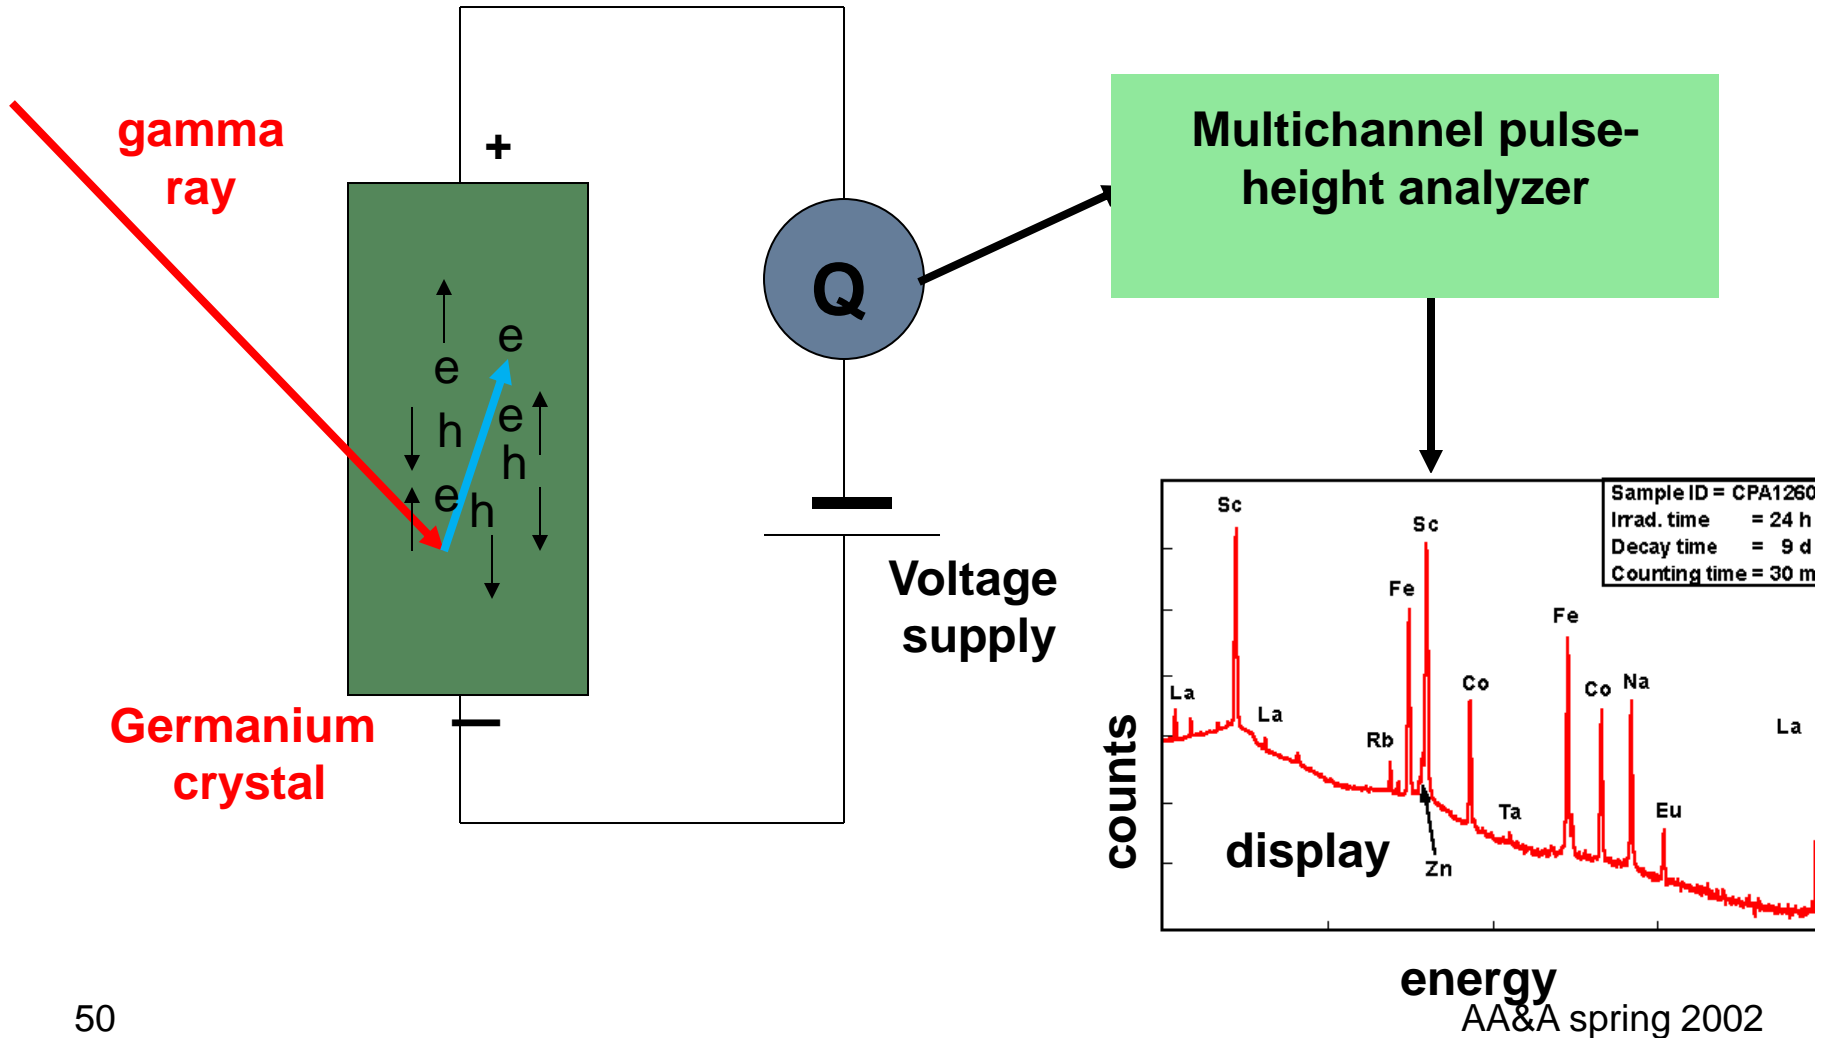 gamma
ray
+
Multichannel pulse-
height analyzer
Q
e
e
h
e
h
e
h
Voltage
supply
Germanium
crystal
Sample ID = CPA1260
Irrad. time = 24 h
Decay time = 9 d
Counting time = 30 m
Sc
Sc
Fe
Fe
La
La
Rb
Co
Co
Na
La
Ta
Eu
Zn
counts
display
energy
50
AA&A spring 2002